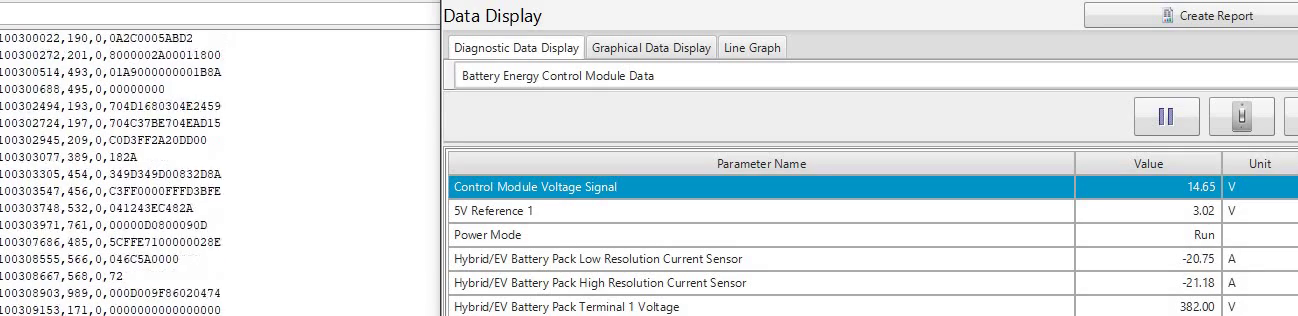 100300022,190,0,0A2C0005ABD2
100300272,201,0,8000002A00011800
100300514,493,0,01A9000000001B8A
100300688,495,0,00000000
100302494,193,0,704D1680304E2459
100302724,197,0,704C37BE704EAD15
100302945,209,0,C0D3FF2A20DD00
100303077,389,0,182A
100303305,454,0,349D349D00832D8A
100303547,456,0,C3FF0000FFFD3BFE
100303748,532,0,041243EC482A
100303971,761,0,00000D0800090D
100307686,485,0,5CFFE7100000028E
100308555,566,0,046C5A0000
100308667,568,0,72
100308903,989,0,000D009F86020474
100309153,171,0,0000000000000000
Data Display
Create Report
Diagnostic Data Display Graphical Data Display Line Graph
Battery Energy Control Module Data
Parameter Name Value Unit
Control Module Voltage Signal 14.65 V
5V Reference 1 3.02 V
Power Mode Run
Hybrid/EV Battery Pack Low Resolution Current Sensor -20.75 A
Hybrid/EV Battery Pack High Resolution Current Sensor -21.18 A
Hybrid/EV Battery Pack Terminal 1 Voltage 382.00 V